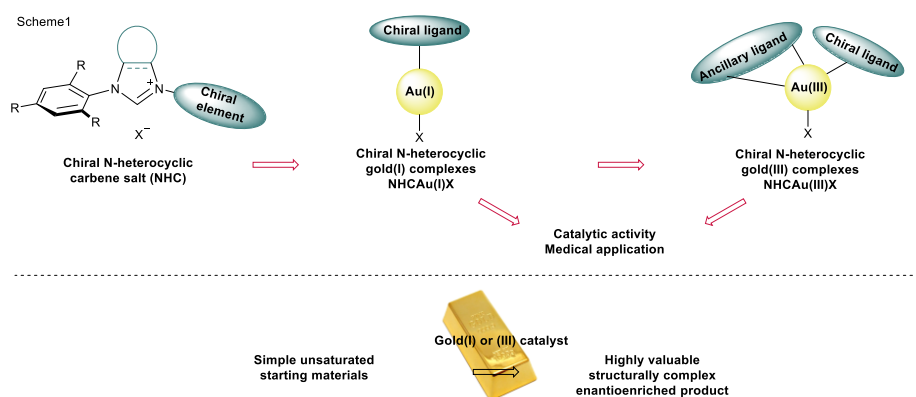 Scheme1
R
R
R
N
N
+
X−
Chiral
element
Chiral N-heterocyclic
carbene salt (NHC)
Chiral ligand
Au(I)
X
Chiral N-heterocyclic
gold(I) complexes
NHCAu(I)X
Ancillary ligand
Chiral ligand
Au(III)
X
Chiral N-heterocyclic
gold(III) complexes
NHCAu(III)X
Catalytic activity
Medical application
Simple unsaturated
starting materials
Gold(I) or (III) catalyst
Highly valuable
structurally complex
enantioenriched product